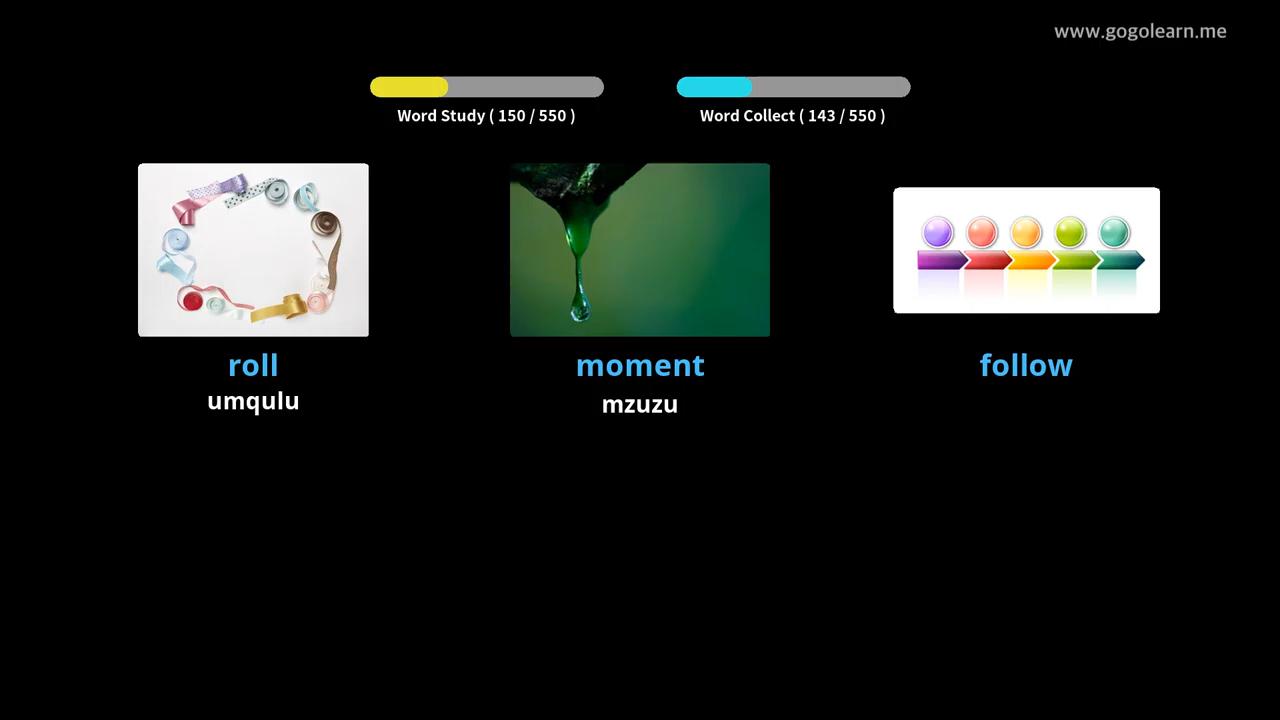 www.gogolearn.me
Word Study ( 150 / 550 )
Word Collect ( 143 / 550 )
roll
umqulu
moment
mzuzu
follow